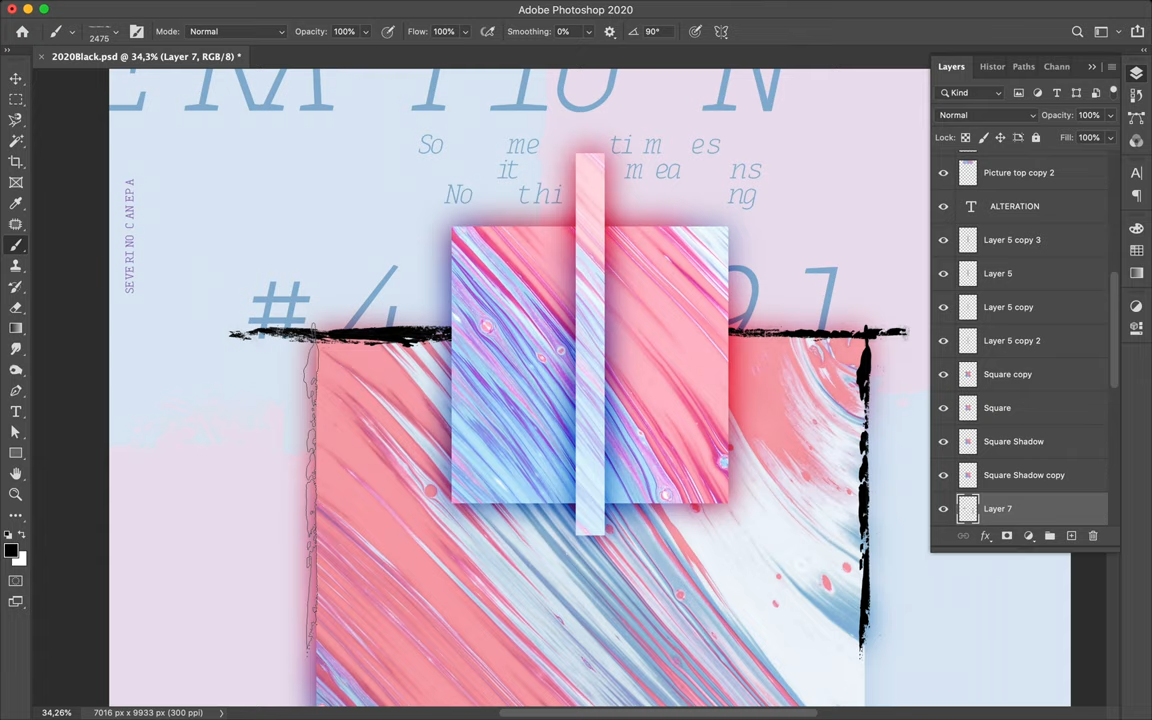 Adobe Photoshop 2020
2475
Mode: Normal
Opacity: 100%
Flow: 100%
Smoothing: 0%
90°
2020Black.psd @ 34,3% (Layer 7, RGB/8) *
Layers
Histor
Paths
Chann
Kind
Normal
Opacity: 100%
Lock:
Fill: 100%
Picture top copy 2
ALTERATION
Layer 5 copy 3
Layer 5
Layer 5 copy
Layer 5 copy 2
Square copy
Square
Square Shadow
Square Shadow copy
Layer 7
ERATION
So me tim es
it mea ns
No thi ng
SEVERINO CANEPA
#4 91
34,26%
7016 px x 9933 px (300 ppi)